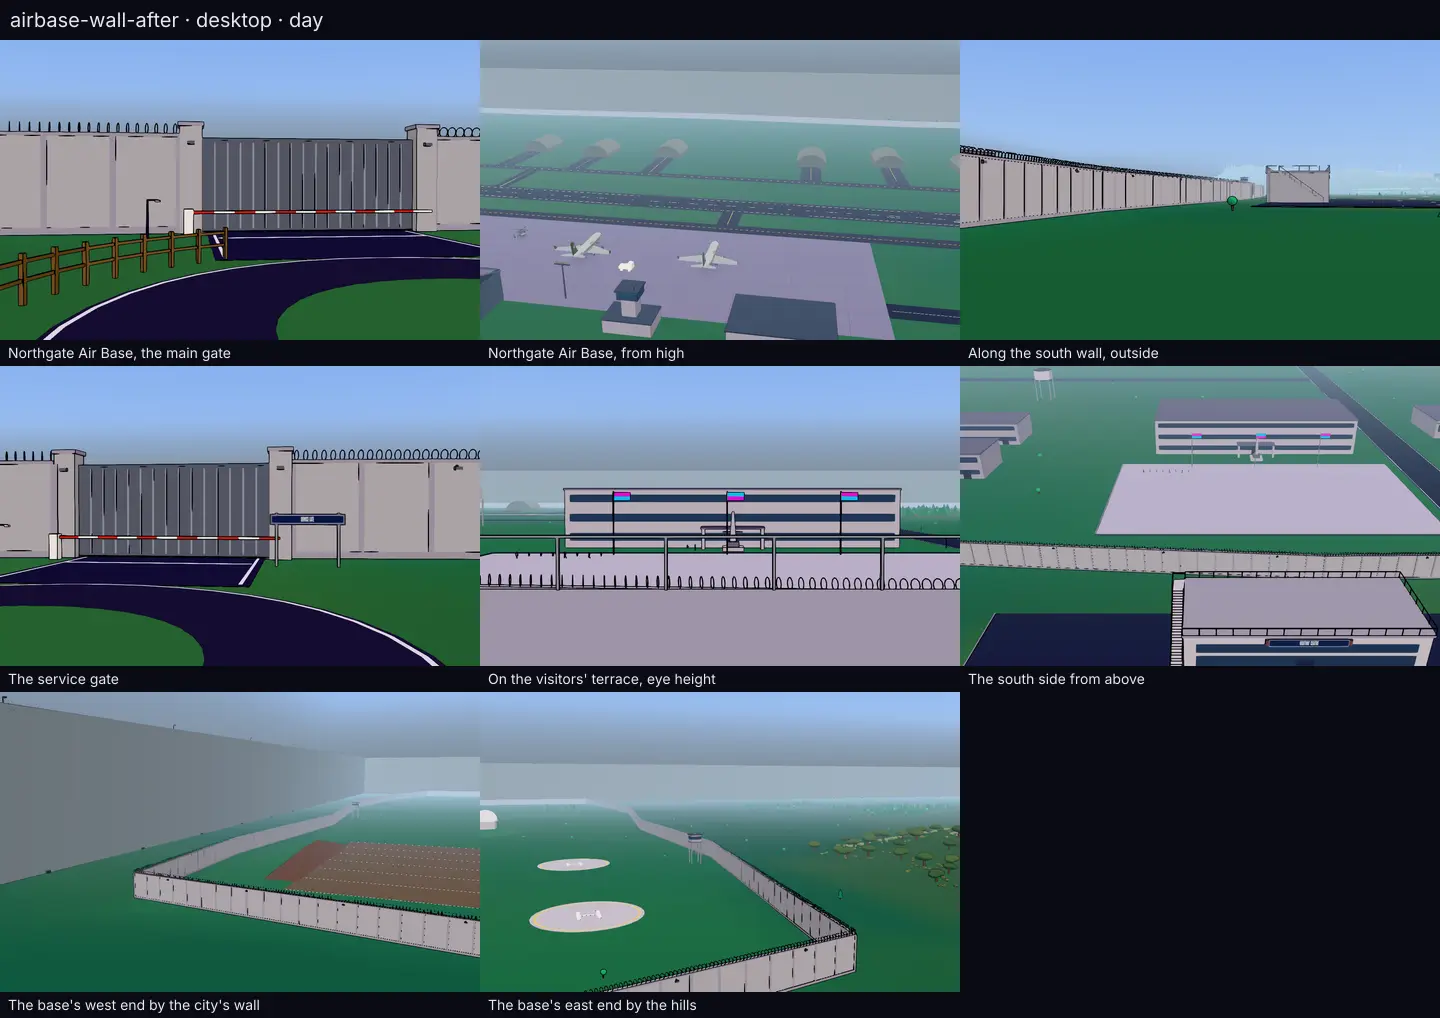 airbase-wall-after · desktop · day
Northgate Air Base, the main gate
Northgate Air Base, from high
Along the south wall, outside
The service gate
On the visitors' terrace, eye height
The south side from above
The base's west end by the city's wall
The base's east end by the hills